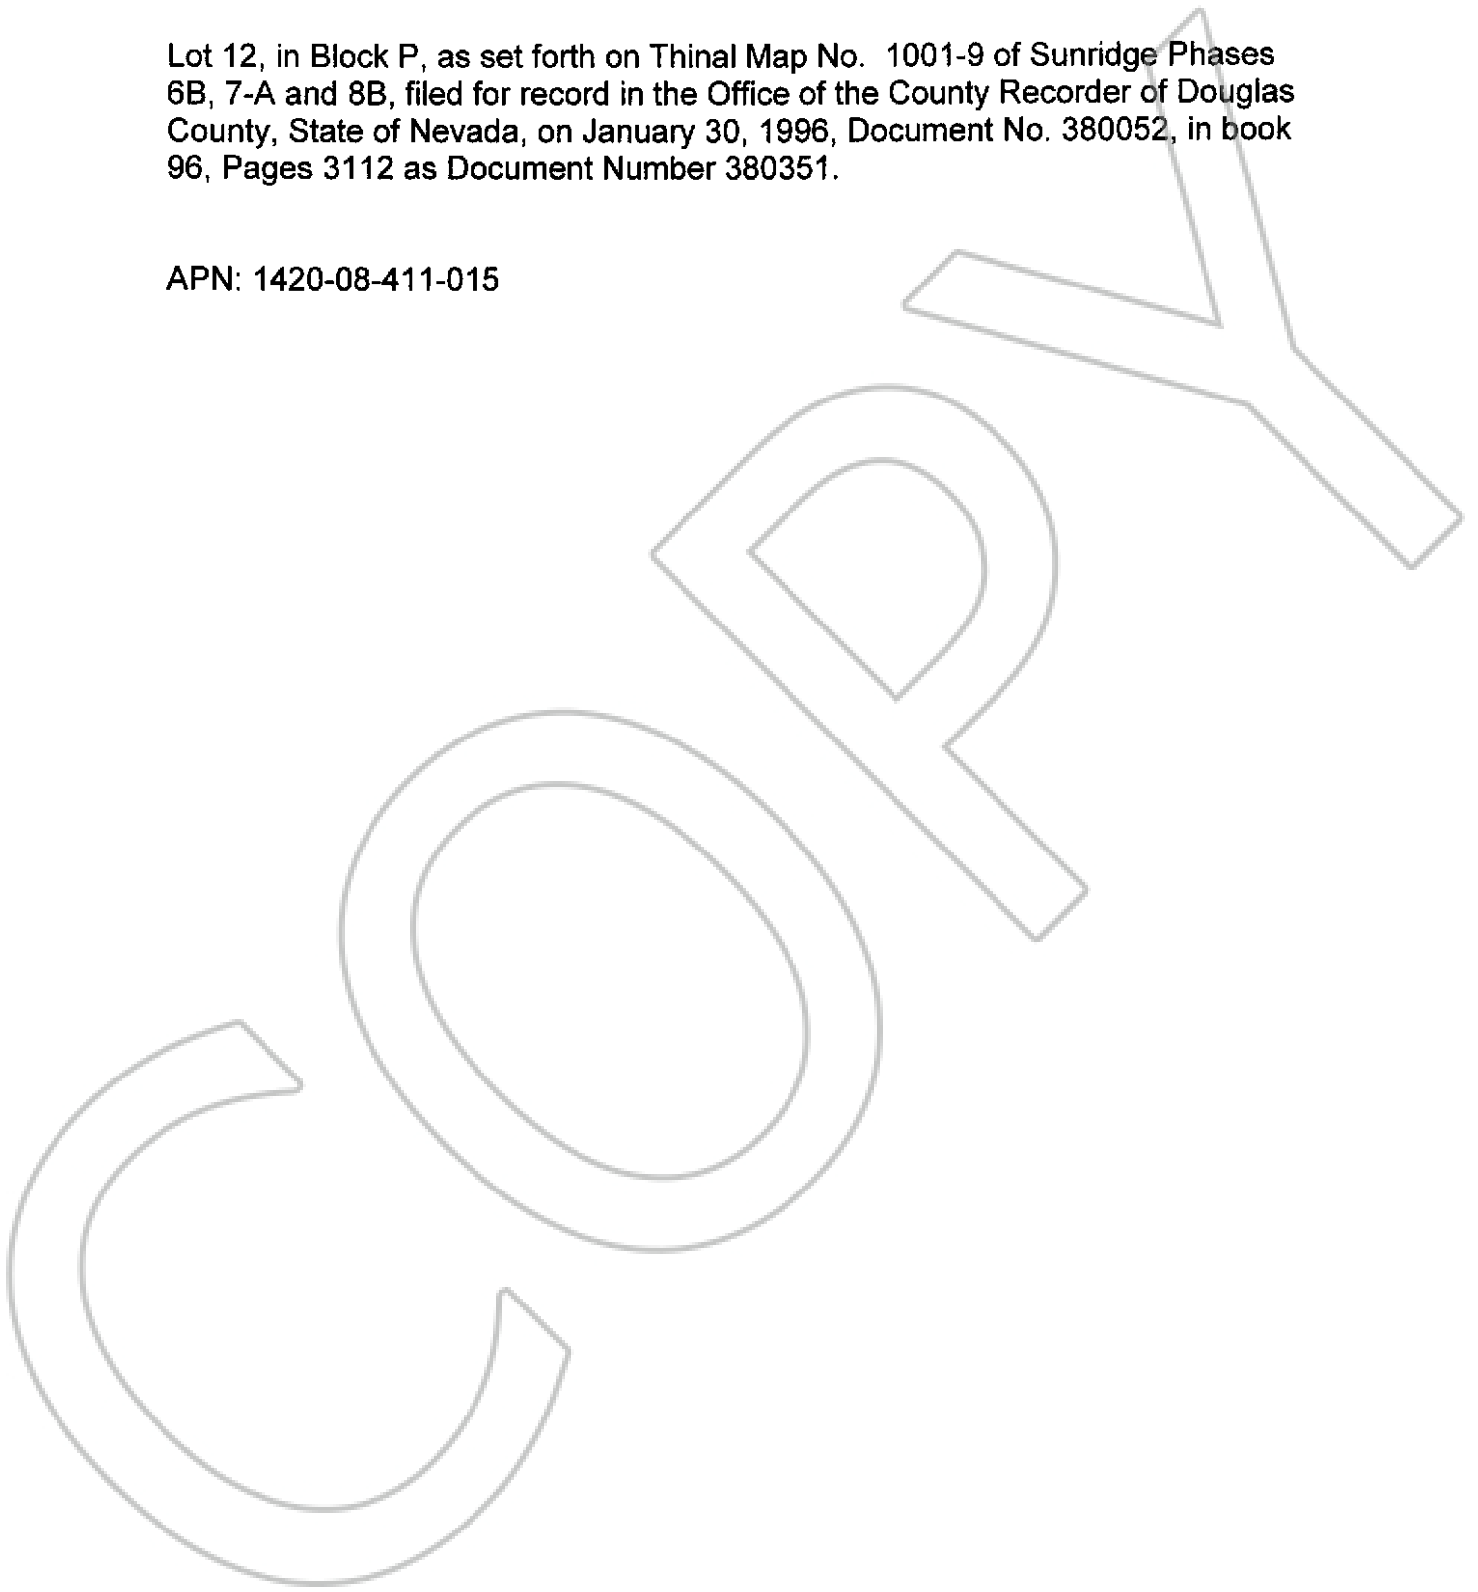 Lot 12, in Block P, as set forth on Thinal Map No. 1001-9 of Sunridge Phases
6B, 7-A and 8B, filed for record in the Office of the County Recorder of Douglas
County, State of Nevada, on January 30, 1996, Document No. 380052, in book
96, Pages 3112 as Document Number 380351.
APN: 1420-08-411-015
COPY